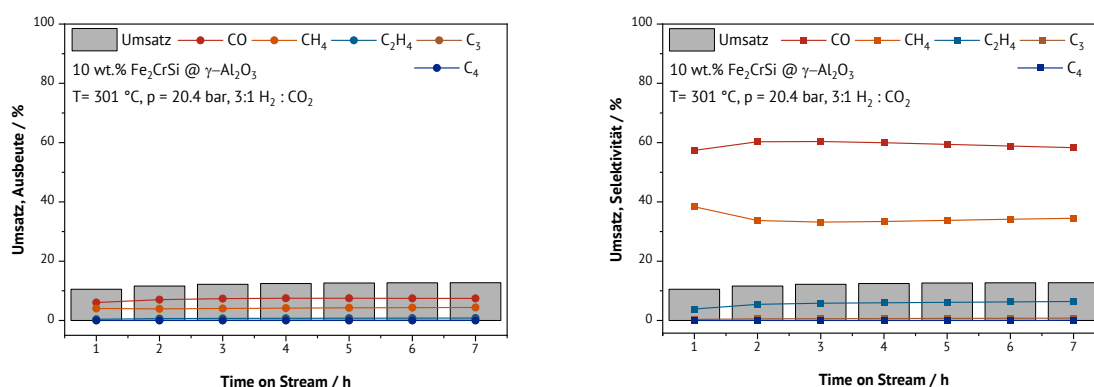 100
80
60
40
20
0
Umsatz, Ausbeute / %
Umsatz CO CH₄ C₂H₄ C₃
10 wt.% Fe₂CrSi @ γ–Al₂O₃ C₄
T= 301 °C, p = 20.4 bar, 3:1 H₂ : CO₂
1 2 3 4 5 6 7
Time on Stream / h
100
80
60
40
20
0
Umsatz, Selektivität / %
Umsatz CO CH₄ C₂H₄ C₃
10 wt.% Fe₂CrSi @ γ–Al₂O₃ C₄
T= 301 °C, p = 20.4 bar, 3:1 H₂ : CO₂
1 2 3 4 5 6 7
Time on Stream / h